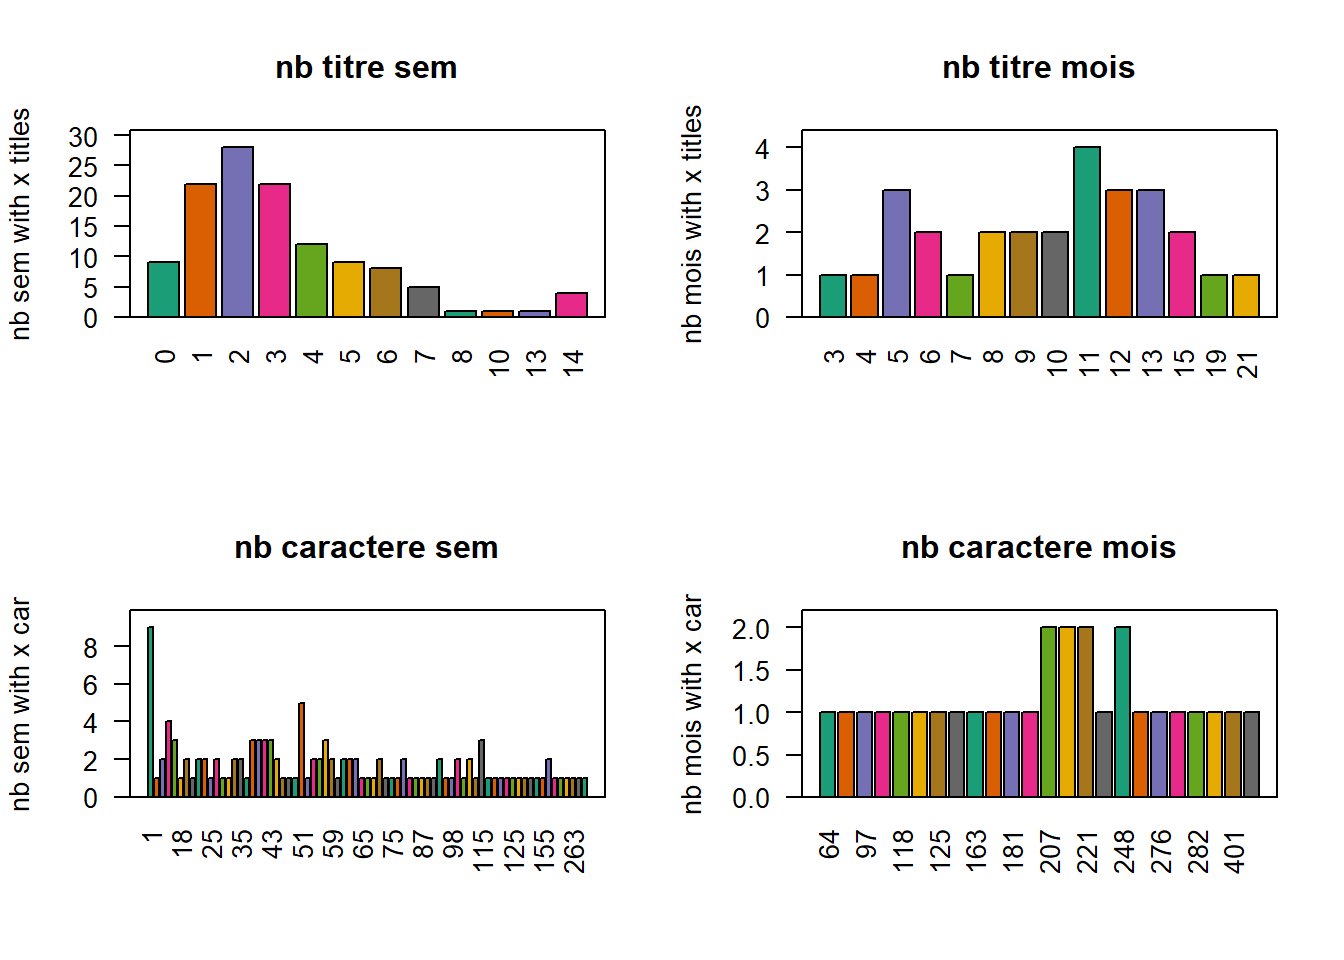 nb titre sem
nb sem with x titles
30
25
20
15
10
5
0
0 1 2 3 4 5 6 7 8 10 13 14
nb titre mois
nb mois with x titles
4
3
2
1
0
3 4 5 6 7 8 9 10 11 12 13 15 19 21
nb caractere sem
nb sem with x car
8
6
4
2
0
1 18 25 35 43 51 59 65 75 87 98 115 125 155 263
nb caractere mois
nb mois with x car
2.0
1.5
1.0
0.5
0.0
64 97 118 125 163 181 207 221 248 276 282 401